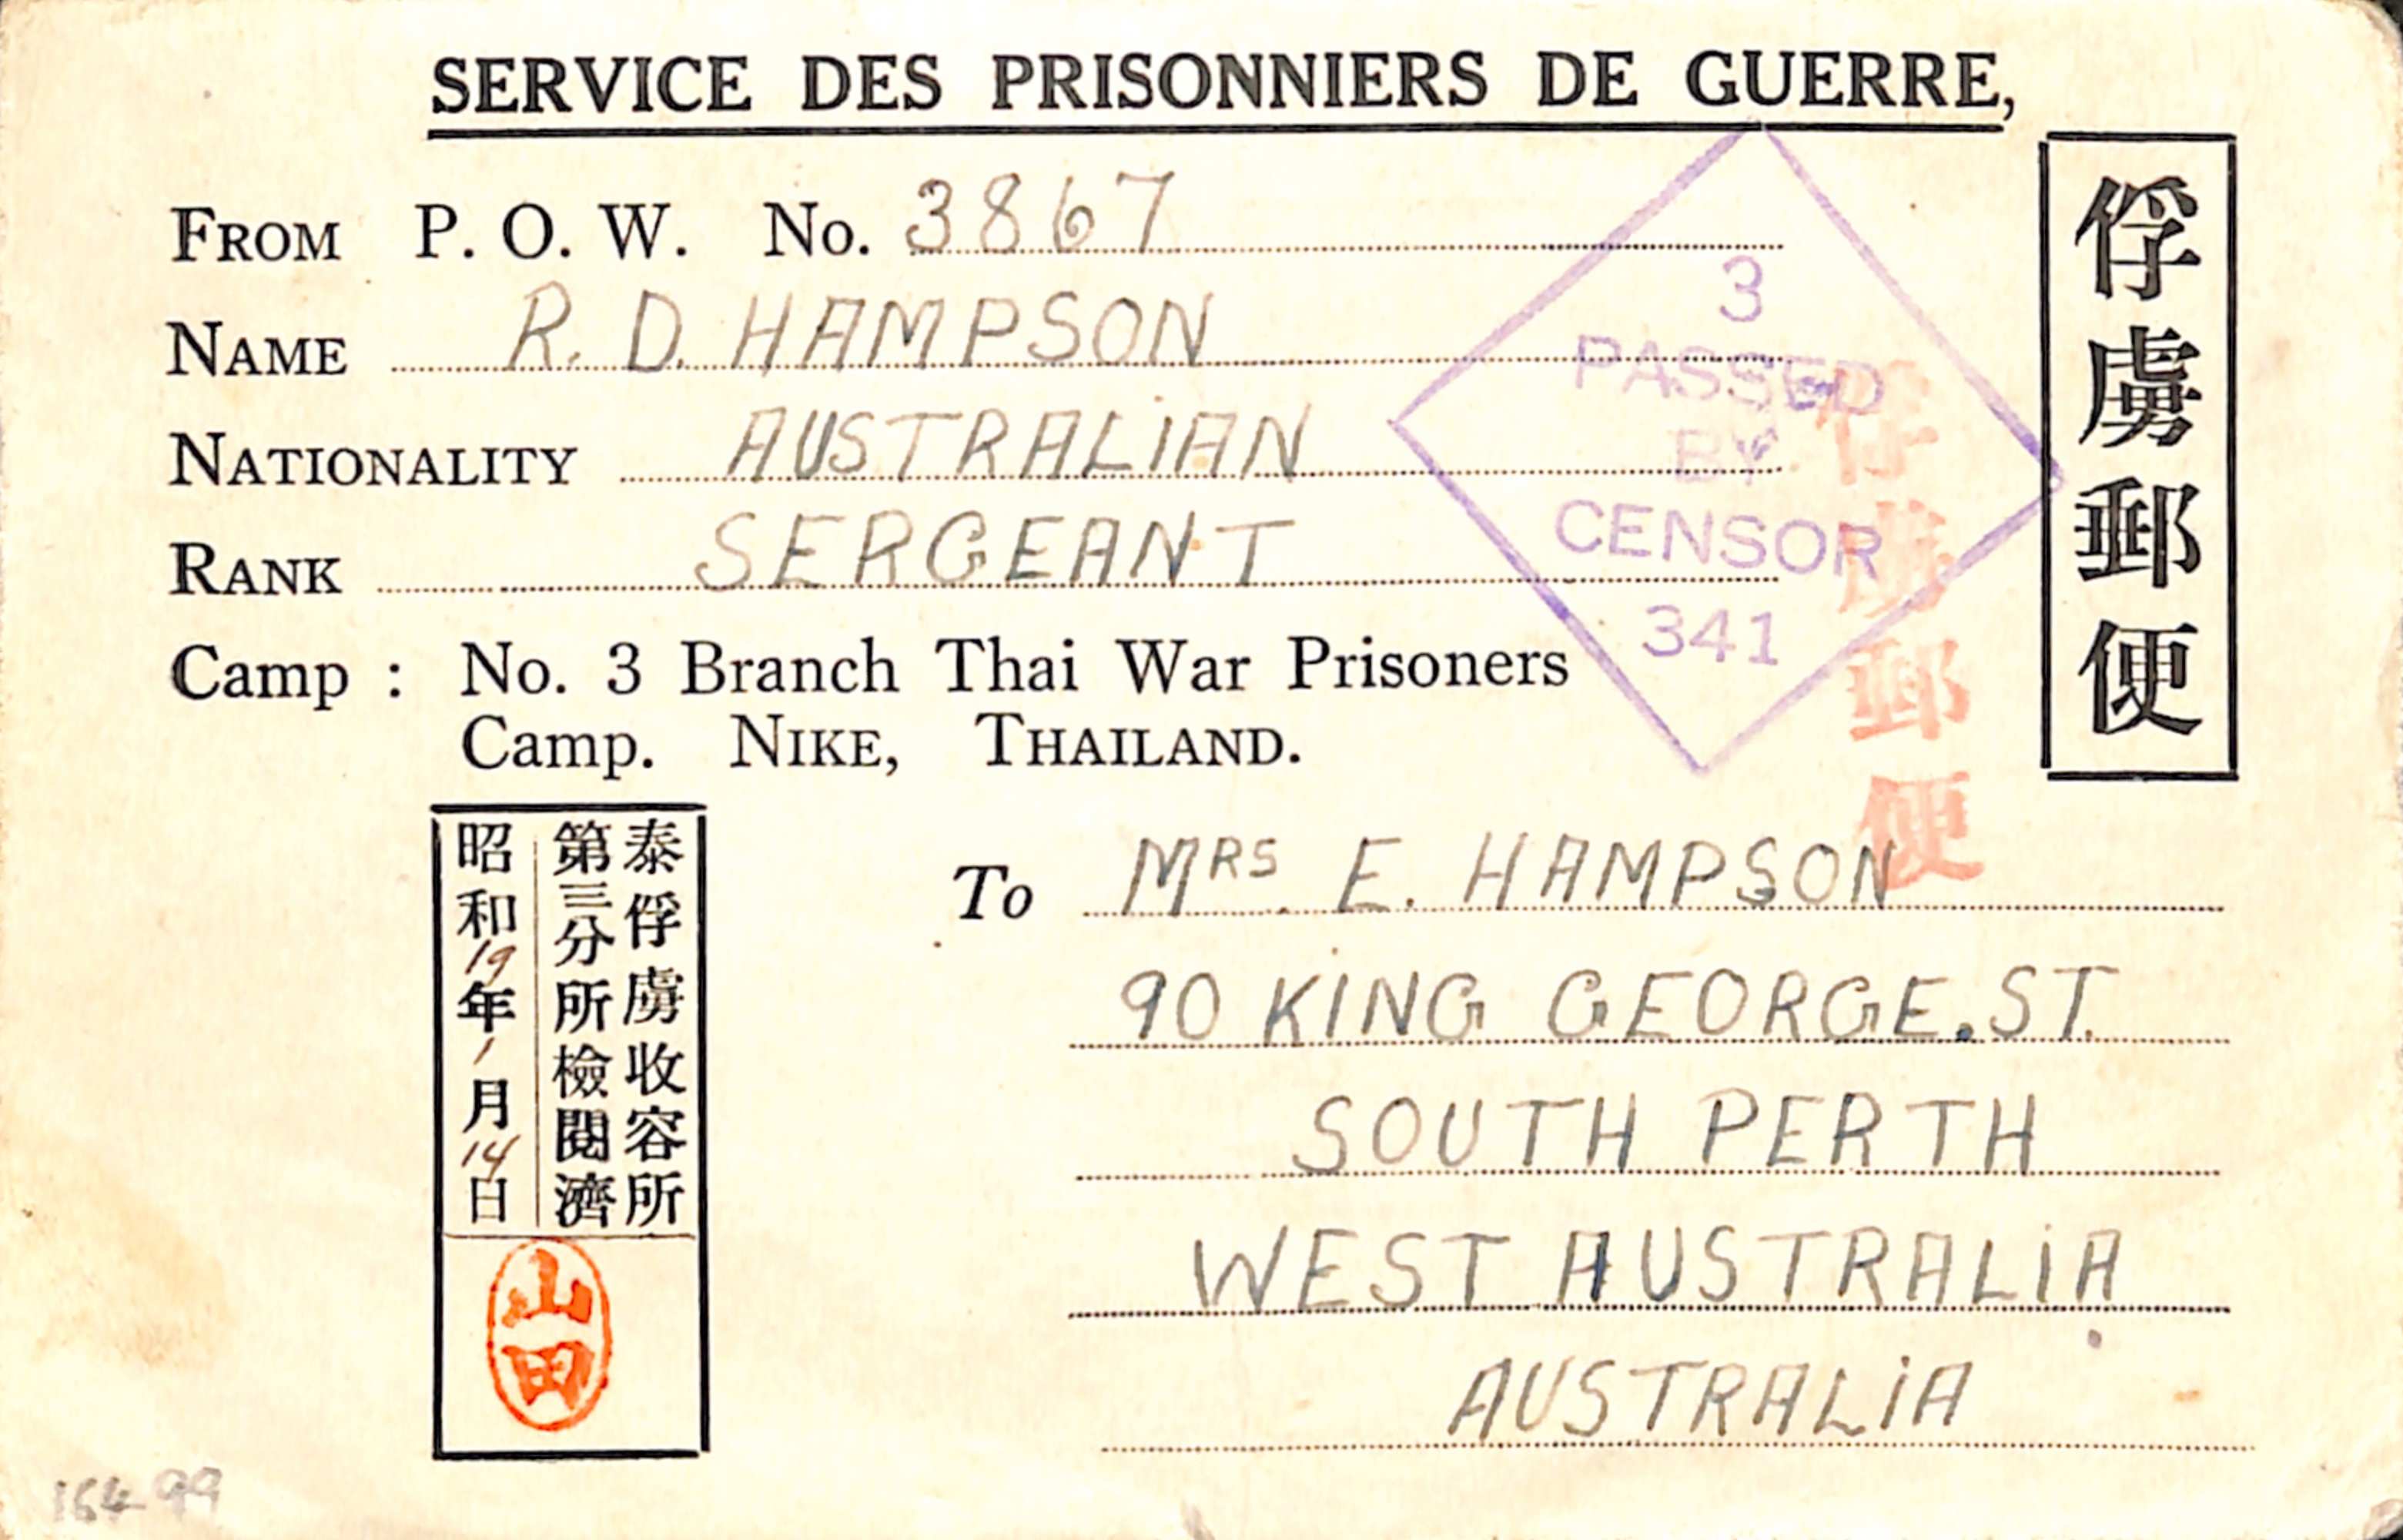 SERVICE DES PRISONNIERS DE GUERRE,
俘虜郵便
FROM P. O. W. No. 3867
NAME R. D. HAMPSON
NATIONALITY AUSTRALIAN
RANK SERGEANT
Camp : No. 3 Branch Thai War Prisoners
Camp. NIKE, THAILAND.
3
PASSED
BY
CENSOR
341
俘虜郵便
泰俘虜收容所
第三分所檢閱濟
昭和19年1月14日
山田
To MRS. E. HAMPSON
90 KING GEORGE. ST.
SOUTH PERTH
WEST AUSTRALIA
AUSTRALIA